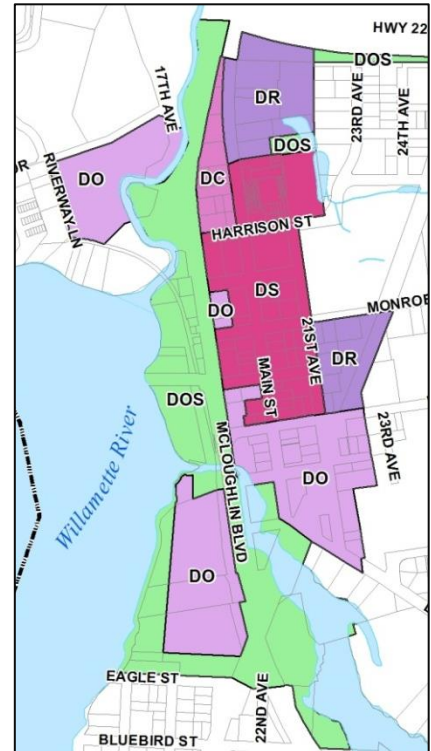 HWY 22
DOS
17TH AVE
DR
23RD AVE
24TH AVE
DOS
RIVERWAY LN
DO
DC
HARRISON ST
DS
DO
MONROE
21ST AVE
DR
MAIN ST
DOS
MCLOUGHLIN BLVD
23RD AVE
Willamette River
DO
DO
EAGLE ST
22ND AVE
BLUEBIRD ST